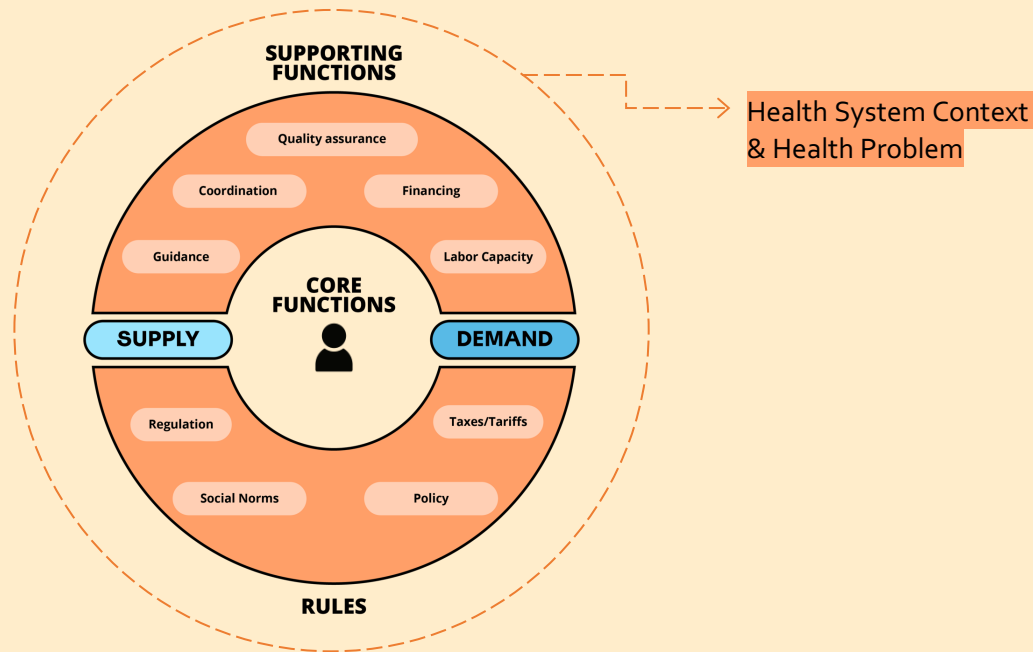 SUPPORTING
FUNCTIONS
Health System Context
& Health Problem
Quality assurance
Coordination
Financing
Guidance
Labor Capacity
CORE
FUNCTIONS
SUPPLY
DEMAND
Regulation
Taxes/Tariffs
Social Norms
Policy
RULES